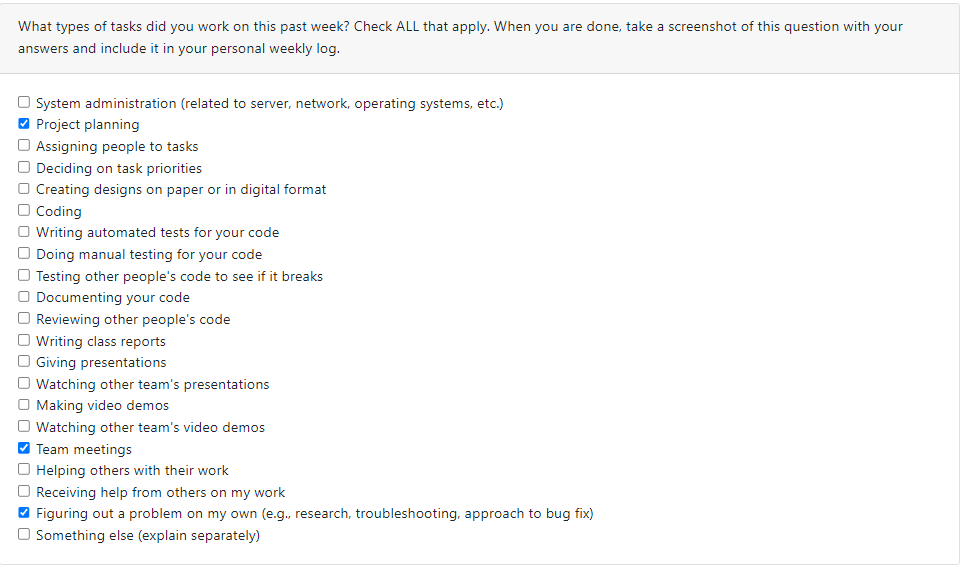 What types of tasks did you work on this past week? Check ALL that apply. When you are done, take a screenshot of this question with your
answers and include it in your personal weekly log.
System administration (related to server, network, operating systems, etc.)
Project planning
Assigning people to tasks
Deciding on task priorities
Creating designs on paper or in digital format
Coding
Writing automated tests for your code
Doing manual testing for your code
Testing other people's code to see if it breaks
Documenting your code
Reviewing other people's code
Writing class reports
Giving presentations
Watching other team's presentations
Making video demos
Watching other team's video demos
Team meetings
Helping others with their work
Receiving help from others on my work
Figuring out a problem on my own (e.g., research, troubleshooting, approach to bug fix)
Something else (explain separately)